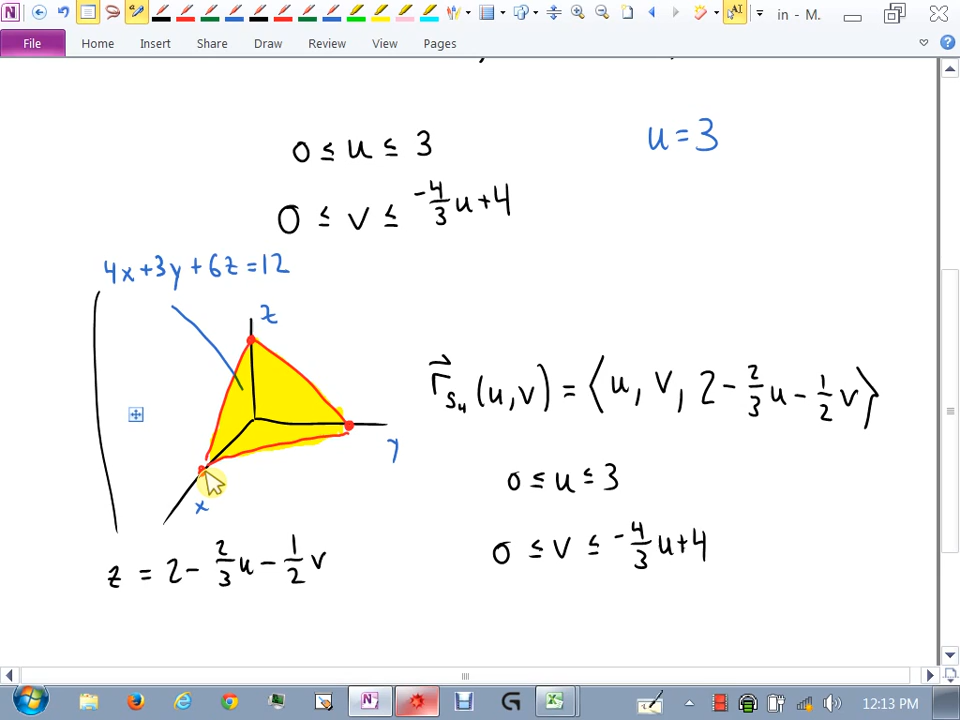 in - M.
File Home Insert Share Draw Review View Pages
0 ≤ u ≤ 3
u = 3
0 ≤ v ≤ -4/3 u + 4
4x + 3y + 6z = 12
z
r⃗_{S_4}(u, v) = ⟨u, v, 2 - 2/3 u - 1/2 v⟩
y
0 ≤ u ≤ 3
x
0 ≤ v ≤ -4/3 u + 4
z = 2 - 2/3 u - 1/2 v
12:13 PM